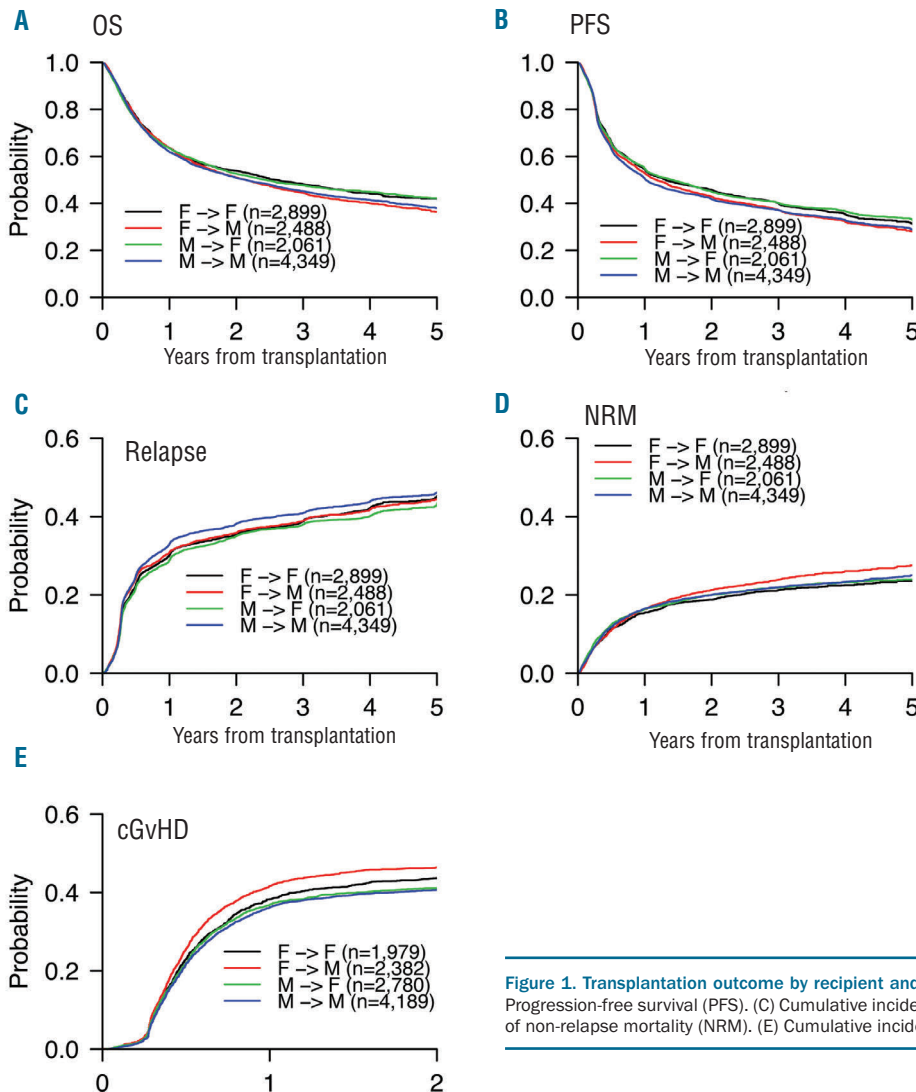 A
OS
Probability
1.0
0.8
0.6
0.4
0.2
0.0
F -> F (n=2,899)
F -> M (n=2,488)
M -> F (n=2,061)
M -> M (n=4,349)
0 1 2 3 4 5
Years from transplantation
B
PFS
1.0
0.8
0.6
0.4
0.2
0.0
F -> F (n=2,899)
F -> M (n=2,488)
M -> F (n=2,061)
M -> M (n=4,349)
0 1 2 3 4 5
Years from transplantation
C
Relapse
Probability
0.6
0.4
0.2
0.0
F -> F (n=2,899)
F -> M (n=2,488)
M -> F (n=2,061)
M -> M (n=4,349)
0 1 2 3 4 5
Years from transplantation
D
NRM
0.6
0.4
0.2
0.0
F -> F (n=2,899)
F -> M (n=2,488)
M -> F (n=2,061)
M -> M (n=4,349)
0 1 2 3 4 5
Years from transplantation
E
cGvHD
Probability
0.6
0.4
0.2
0.0
F -> F (n=1,979)
F -> M (n=2,382)
M -> F (n=2,780)
M -> M (n=4,189)
0 1 2
Figure 1. Transplantation outcome by recipient and
Progression-free survival (PFS). (C) Cumulative incide
of non-relapse mortality (NRM). (E) Cumulative incide